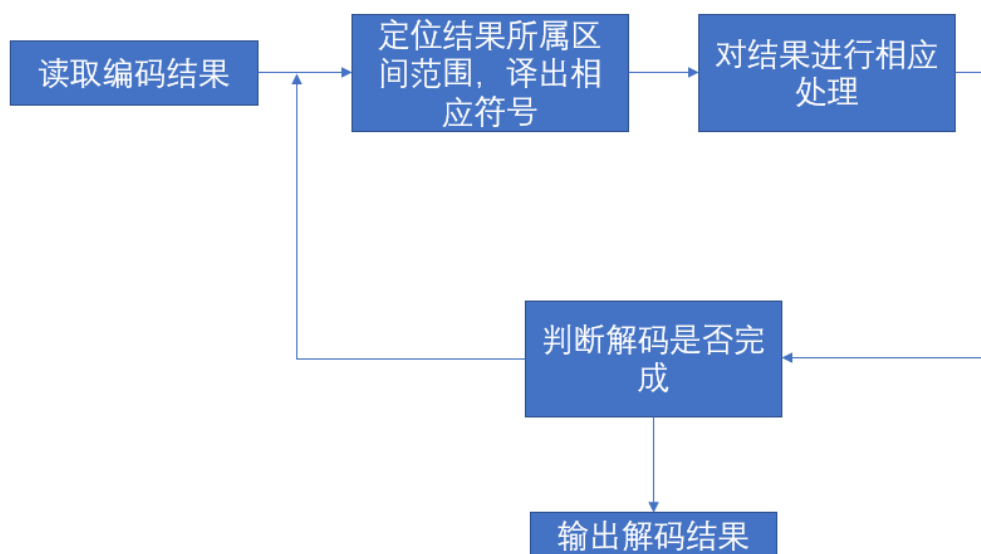 读取编码结果
定位结果所属区
间范围，译出相
应符号
对结果进行相应
处理
判断解码是否完
成
输出解码结果